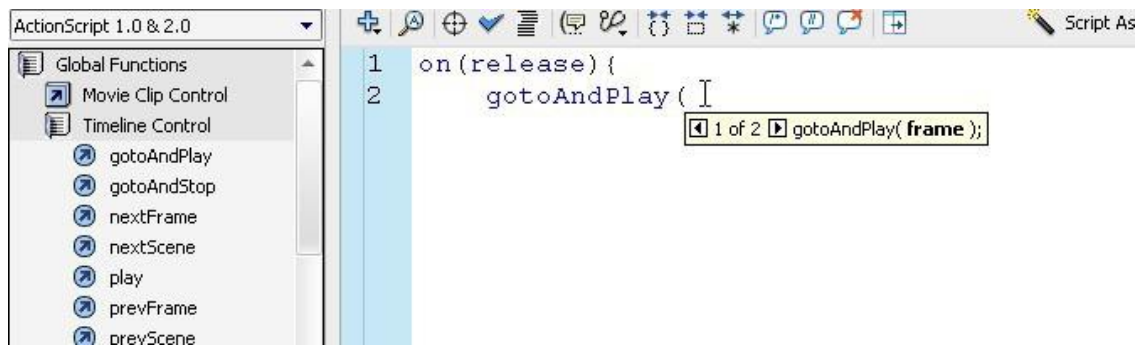 ActionScript 1.0 & 2.0
Script As
Global Functions
Movie Clip Control
Timeline Control
gotoAndPlay
gotoAndStop
nextFrame
nextScene
play
prevFrame
prevScene
1 on(release){
2 gotoAndPlay(
1 of 2 gotoAndPlay( frame );